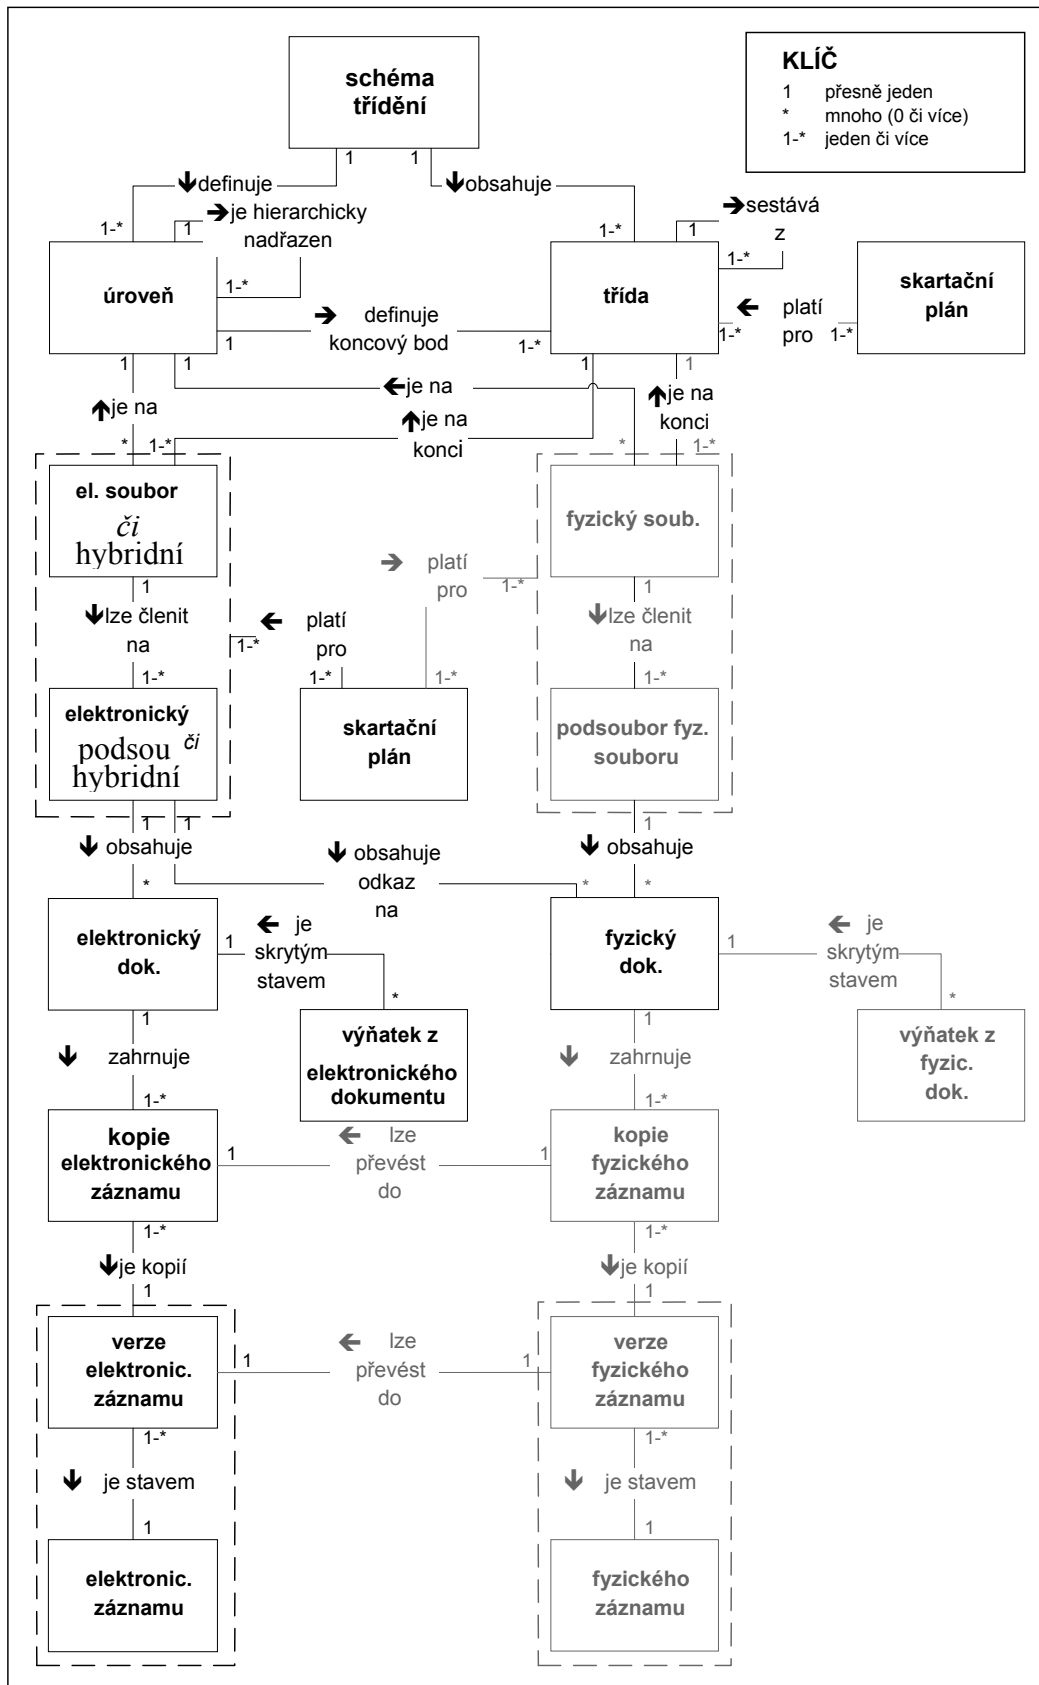 schéma
třídění
KLÍČ
1 přesně jeden
* mnoho (0 či více)
1-* jeden či více
1 1
🡻definuje
🡻obsahuje
1-* 1
🡺je hierarchicky
nadřazen
1-* 1
🡺sestává
z
úroveň
1-*
třída
1-*
skartační
plán
🡸 platí
pro
1-* 1-*
1
🡺 definuje
koncový bod
1-*
1 1 1 1
🡸je na
🡹je na
🡹je na
konci
🡹je na
konci
* 1-* * 1-*
el. soubor
či
hybridní
fyzický soub.
🡺 platí
pro
1-*
1 1
🡻lze členit
na
🡸 platí
pro
1-*
🡻lze členit
na
1-* 1-* 1-* 1-*
elektronický
podsou či
hybridní
skartační
plán
podsoubor fyz.
souboru
1 1 1
🡻 obsahuje
🡻 obsahuje
odkaz
na
🡻 obsahuje
* * *
elektronický
dok.
1
🡸 je
skrytým
stavem
*
fyzický
dok.
1
🡸 je
skrytým
stavem
*
1 1
🡻 zahrnuje
výňatek z
elektronického
dokumentu
🡻 zahrnuje
výňatek z
fyzic.
dok.
1-* 1-*
kopie
elektronického
záznamu
1
🡸 lze
převést
do
1
kopie
fyzického
záznamu
1-* 1-*
🡻je kopií
🡻je kopií
1 1
verze
elektronic.
záznamu
1
🡸 lze
převést
do
1
verze
fyzického
záznamu
1-* 1-*
🡻 je stavem
🡻 je stavem
1 1
elektronic.
záznamu
fyzického
záznamu